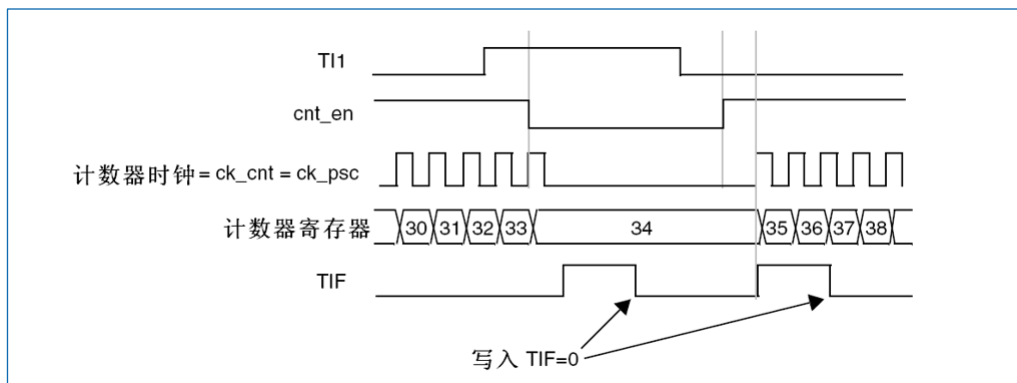 TI1
cnt_en
计数器时钟 = ck_cnt = ck_psc
计数器寄存器 30 31 32 33 34 35 36 37 38
TIF
写入 TIF=0